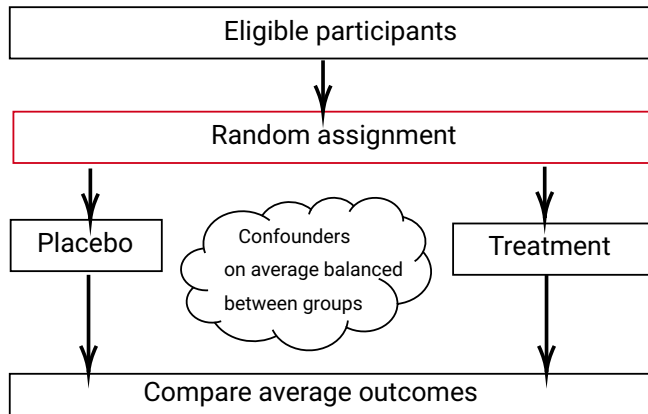 Eligible participants
Random assignment
Placebo
Confounders
on average balanced
between groups
Treatment
Compare average outcomes